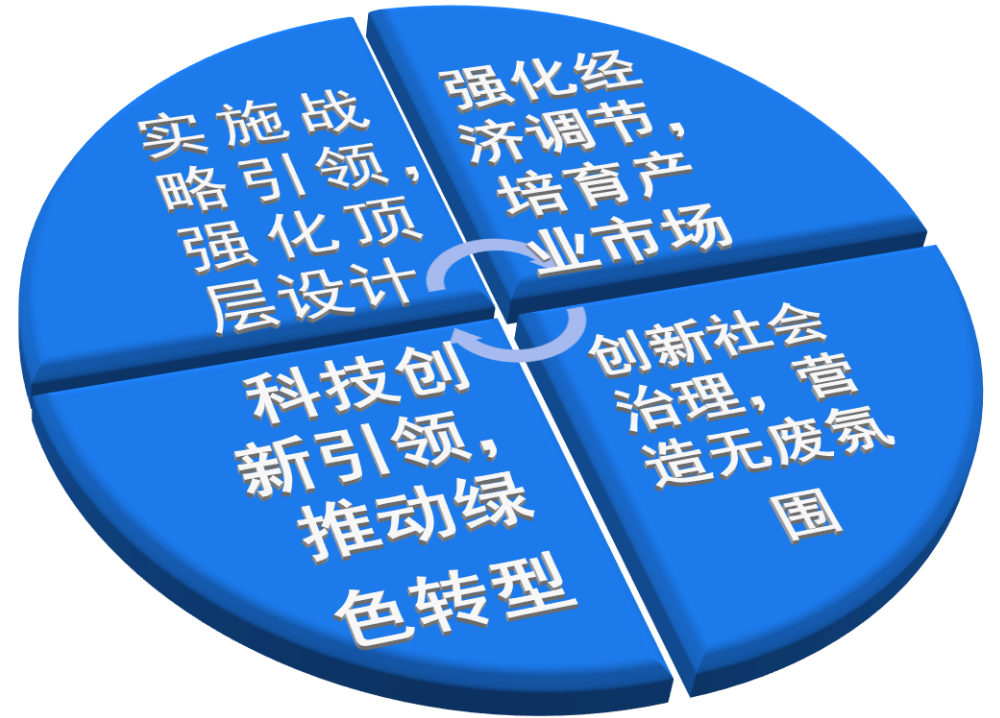 实施战
略引领，
强化顶
层设计
强化经
济调节，
培育产
业市场
科技创
新引领，
推动绿
色转型
创新社会
治理，营
造无废氛
围